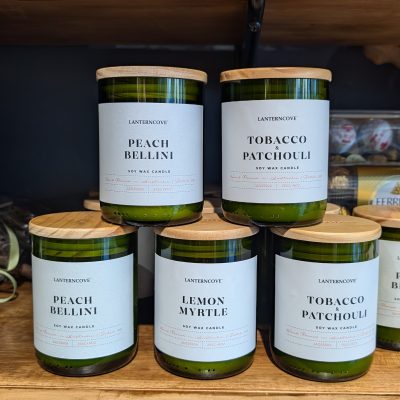 LANTERNCOVE
PEACH
BELLINI
SOY WAX CANDLE
LANTERNCOVE
TOBACCO
&
PATCHOULI
SOY WAX CANDLE
LANTERNCOVE
PEACH
BELLINI
SOY WAX CANDLE
LANTERNCOVE
LEMON
MYRTLE
SOY WAX CANDLE
LANTERNCOVE
TOBACCO
&
PATCHOULI
SOY WAX CANDLE